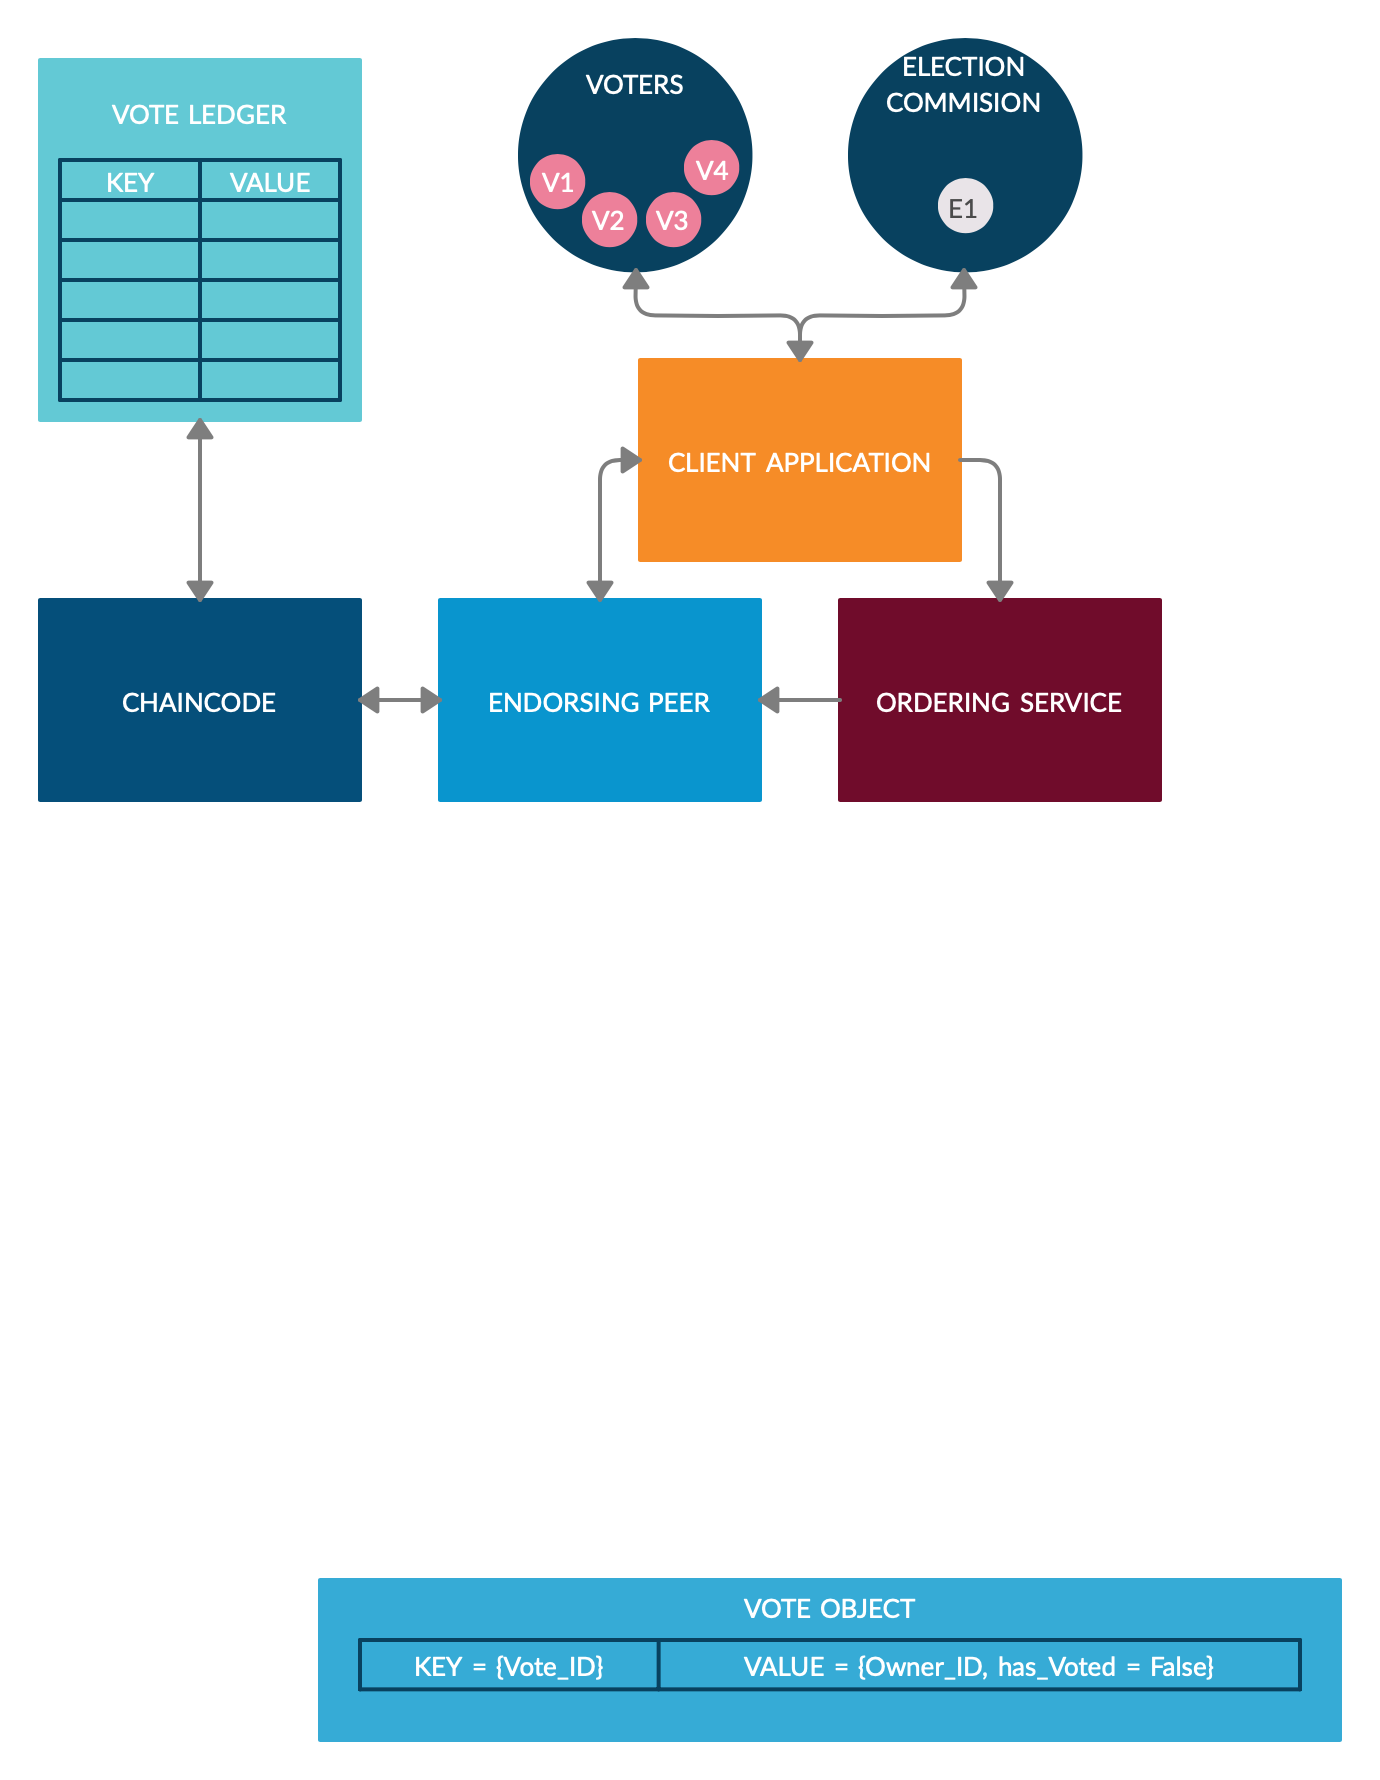 VOTE LEDGER
KEY VALUE
VOTERS
V1
V2
V3
V4
ELECTION
COMMISION
E1
CLIENT APPLICATION
CHAINCODE
ENDORSING PEER
ORDERING SERVICE
VOTE OBJECT
KEY = {Vote_ID} VALUE = {Owner_ID, has_Voted = False}